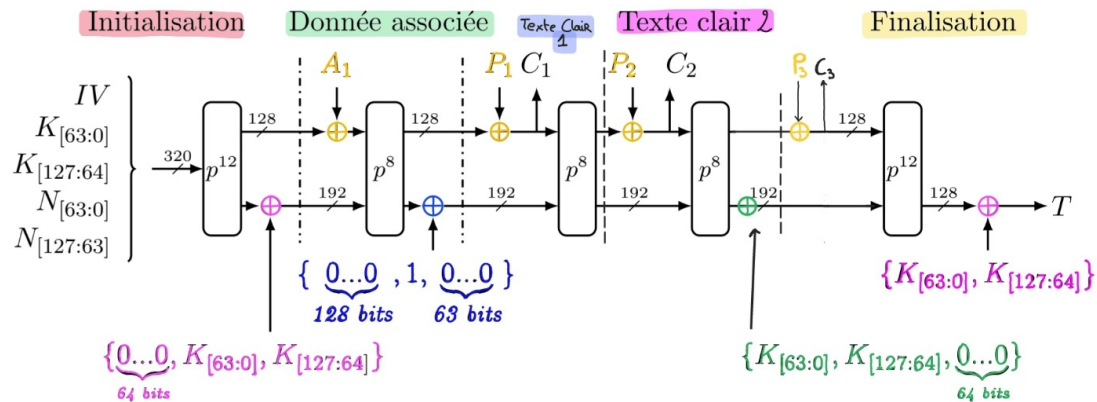 Initialisation
Donnée associée
Texte Clair
1
Texte clair 2
Finalisation
A₁
P₁ C₁
P₂ C₂
P₃ C₃
IV
K[63:0]
K[127:64]
N[63:0]
N[127:63]
320
p¹²
128
128
p⁸
192
128
p⁸
192
p⁸
192
192
128
p¹²
128
T
{ 0...0 , 1, 0...0 }
128 bits 63 bits
{K[63:0], K[127:64]}
{0...0, K[63:0], K[127:64]}
64 bits
{K[63:0], K[127:64], 0...0}
64 bits